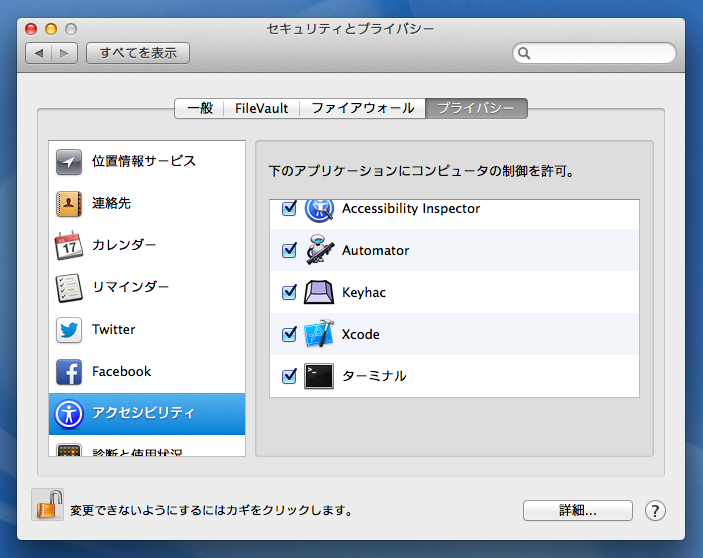 セキュリティとプライバシー
すべてを表示
一般 FileVault ファイアウォール プライバシー
位置情報サービス
連絡先
17
カレンダー
リマインダー
Twitter
Facebook
アクセシビリティ
診断と使用状況
下のアプリケーションにコンピュータの制御を許可。
Accessibility Inspector
Automator
Keyhac
Xcode
ターミナル
変更できないようにするにはカギをクリックします。
詳細...
?